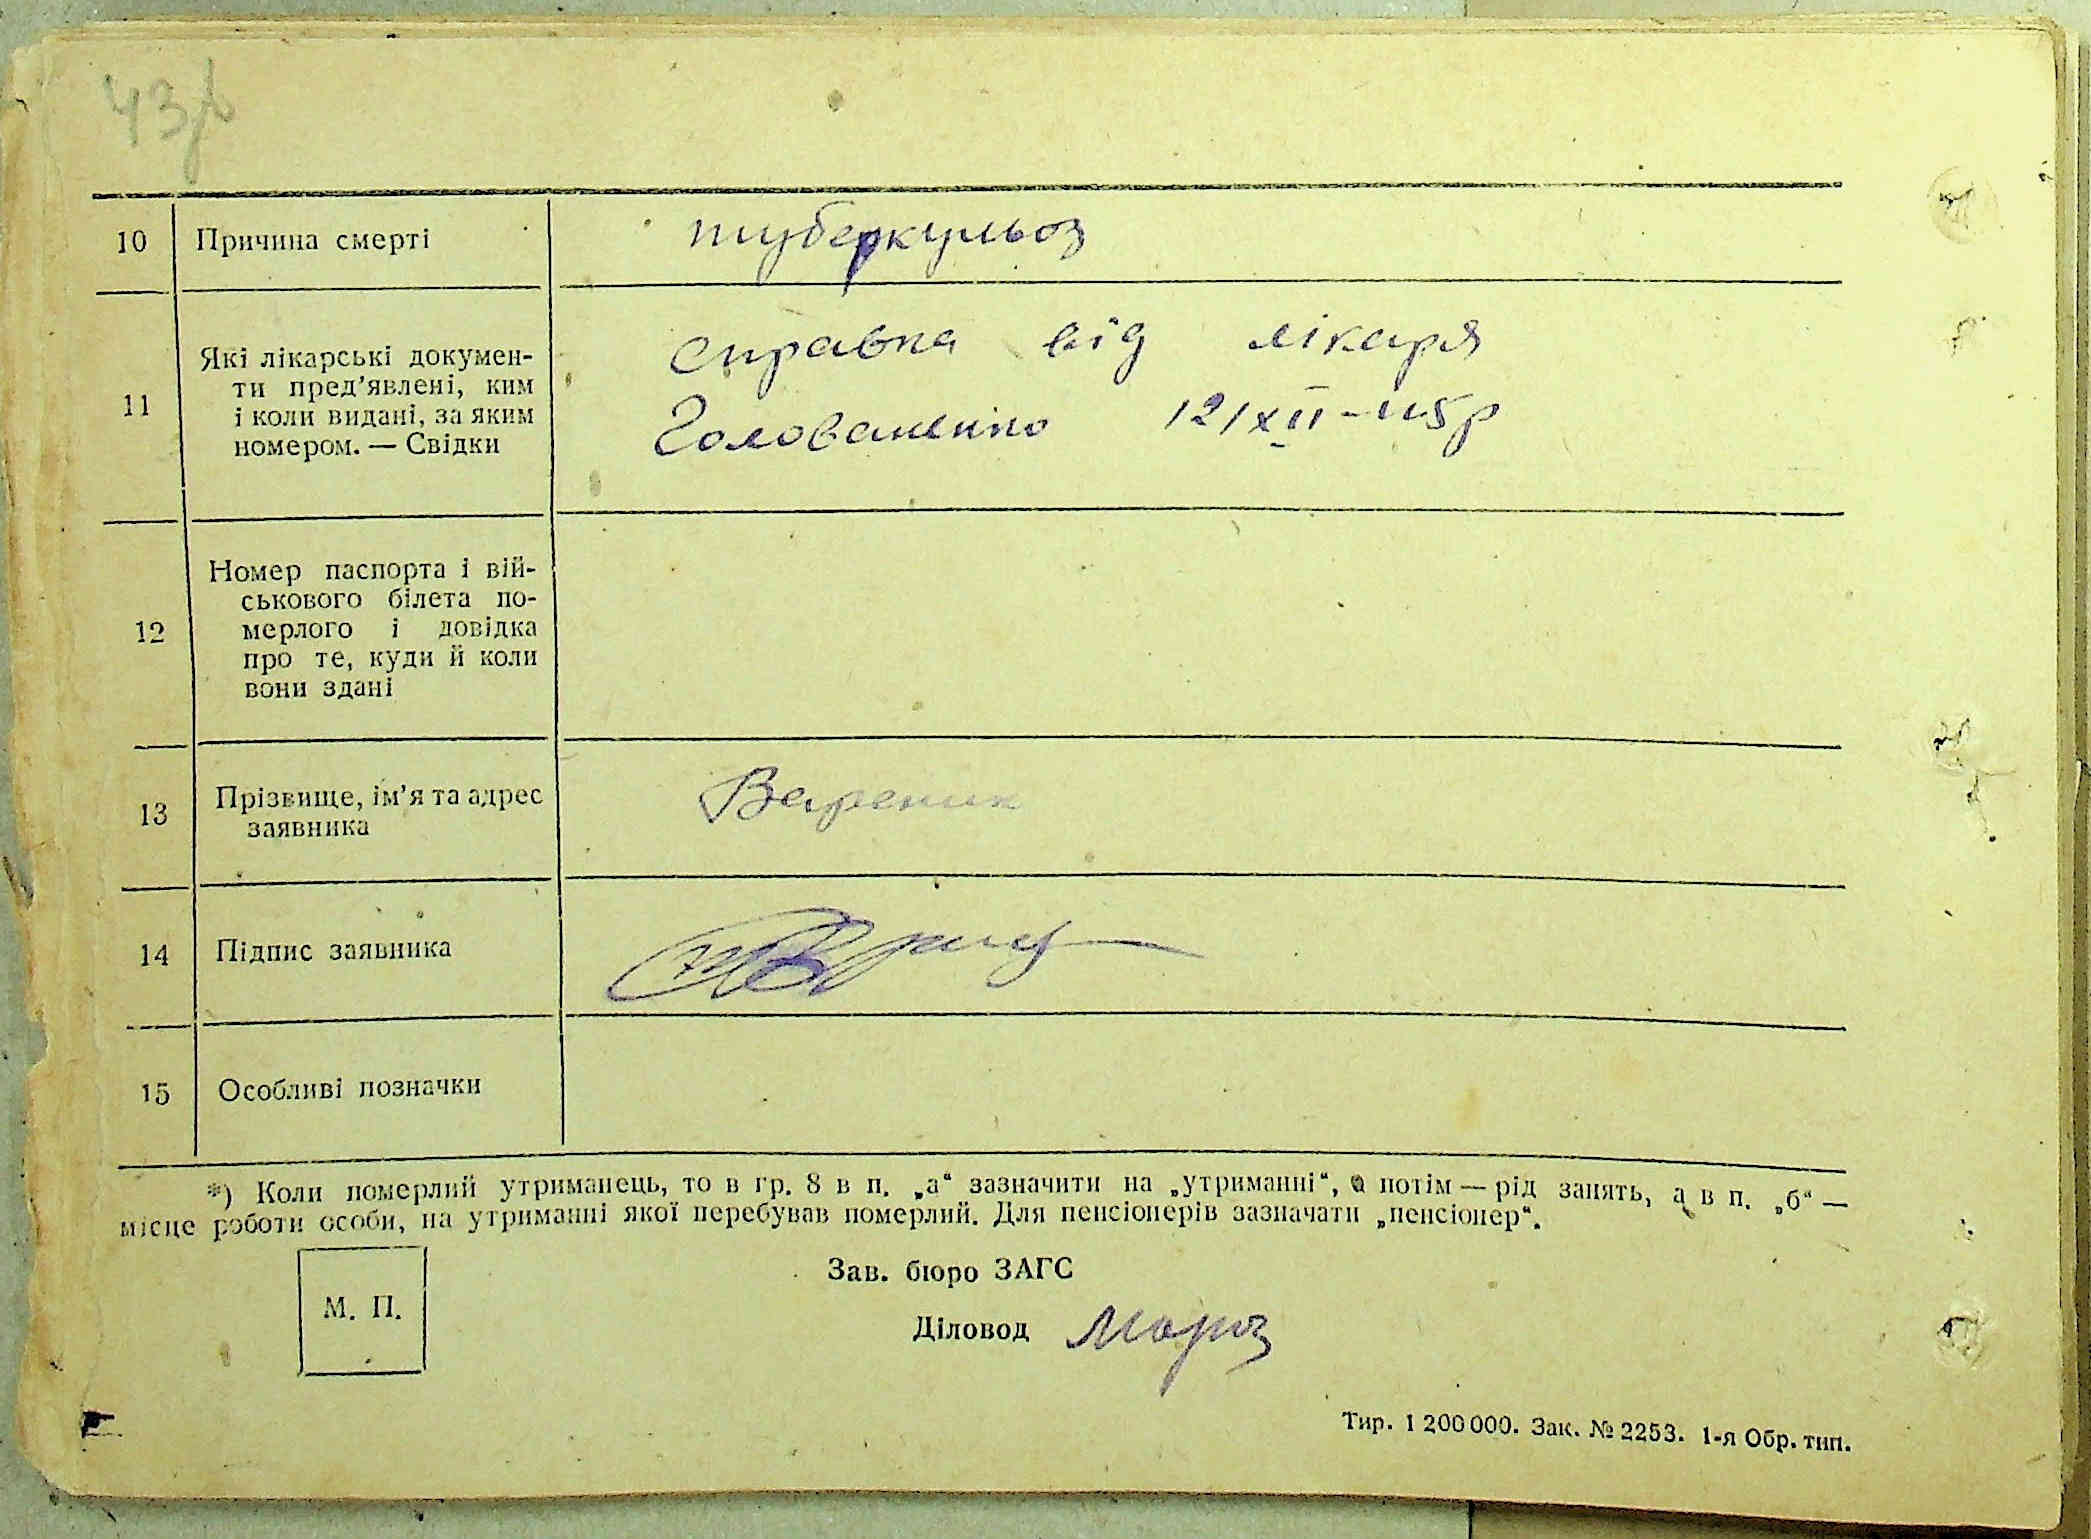 43
10 Причина смерті туберкульоз
11 Які лікарські докумен-
ти пред’явлені, ким
і коли видані, за яким
номером. — Свідки
справка від лікаря
Голованенко 12/XII-45р
12 Номер паспорта і вій-
ськового білета по-
мерлого і довідка
про те, куди й коли
вони здані
13 Прізвище, ім’я та адрес
заявника
Вареник
14 Підпис заявника
15 Особливі позначки
*) Коли померлий утриманець, то в гр. 8 в п. „а“ зазначити на „утриманні“, а потім — рід занять, а в п. „б“ —
місце роботи особи, на утриманні якої перебував померлий. Для пенсіонерів зазначати „пенсіонер“.
М. П.
Зав. бюро ЗАГС
Діловод Мороз
Тир. 1 200 000. Зак. № 2253. 1-я Обр. тип.